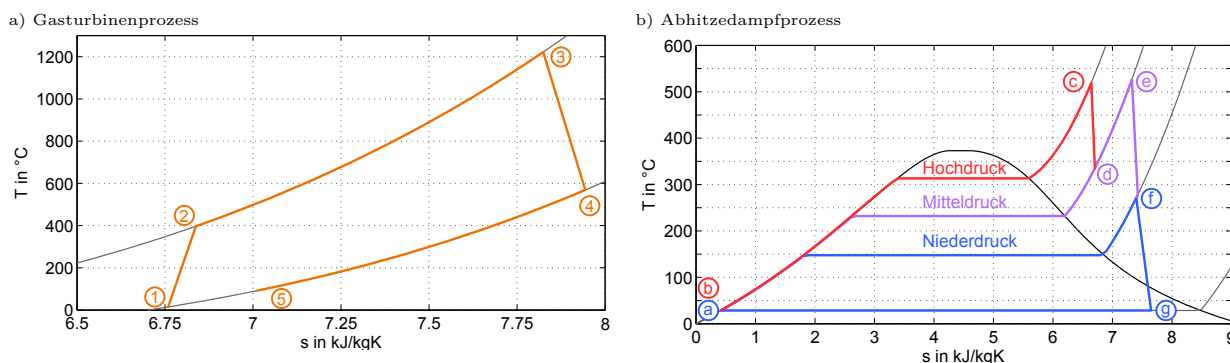 a) Gasturbinenprozess
1200
1000
800
600
400
200
0
T in °C
6.5 6.75 7 7.25 7.5 7.75 8
s in kJ/kgK
1
2
3
4
5
b) Abhitzedampfprozess
600
500
400
300
150
100
50
0
T in °C
0 1 2 3 4 5 6 7 8 9
s in kJ/kgK
Hochdruck
Mitteldruck
Niederdruck
a
b
c
d
e
f
g